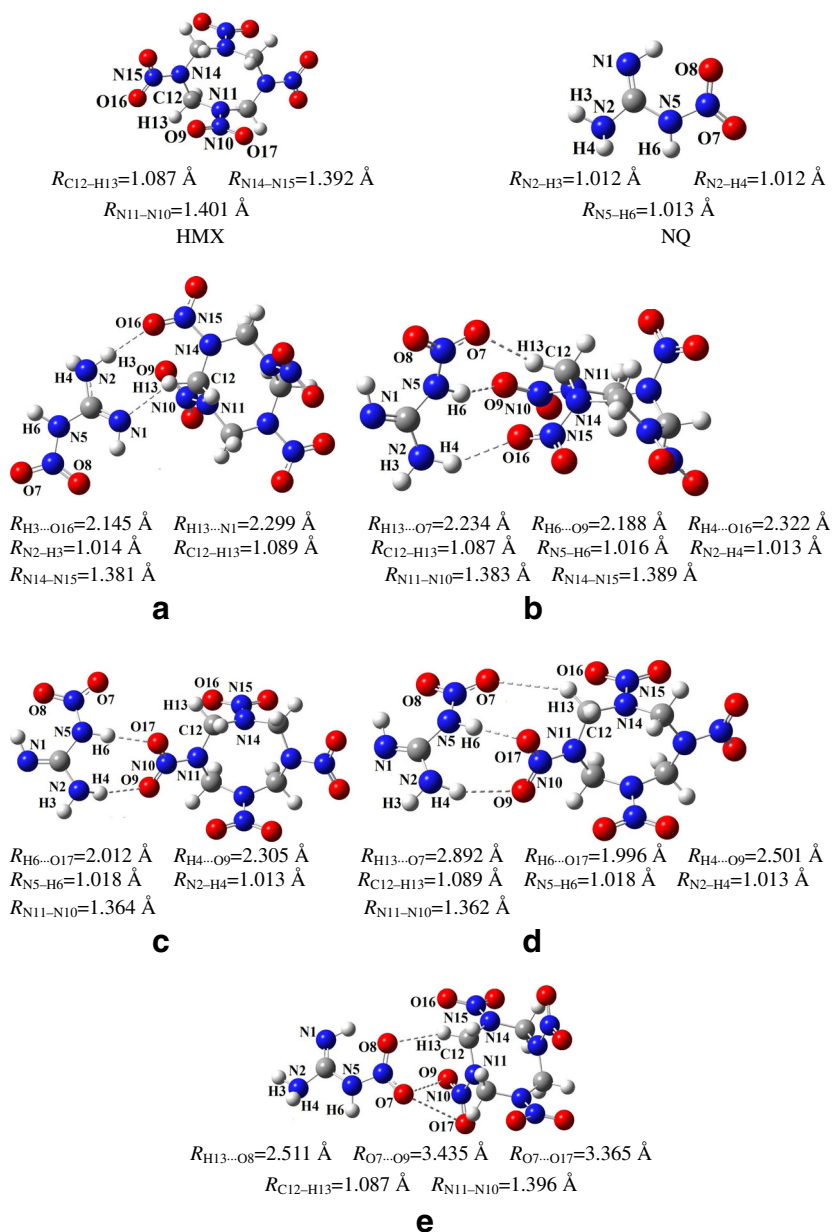 N15 N14
O16 C12 N11
H13
O9 N10 O17
R_C12–H13=1.087 Å R_N14–N15=1.392 Å
R_N11–N10=1.401 Å
HMX
N1 O8
H3
N2 N5
H4 H6 O7
R_N2–H3=1.012 Å R_N2–H4=1.012 Å
R_N5–H6=1.013 Å
NQ
O16 N15
N14
H3 O9
H4 N2 H13 C12
N10 N11
H6 N5 N1
O7 O8
R_H3···O16=2.145 Å R_H13···N1=2.299 Å
R_N2–H3=1.014 Å R_C12–H13=1.089 Å
R_N14–N15=1.381 Å
a
O8 O7 H13 C12
N5 N11
N1 H6 O9 N10
N14
N2 H4 N15
H3 O16
R_H13···O7=2.234 Å R_H6···O9=2.188 Å R_H4···O16=2.322 Å
R_C12–H13=1.087 Å R_N5–H6=1.016 Å R_N2–H4=1.013 Å
R_N11–N10=1.383 Å R_N14–N15=1.389 Å
b
O16 N15
O8 O7 H13
N5 O17 C12 N14
N1 H6 N10
N2 H4 N11
H3 O9
R_H6···O17=2.012 Å R_H4···O9=2.305 Å
R_N5–H6=1.018 Å R_N2–H4=1.013 Å
R_N11–N10=1.364 Å
c
O16
O8 O7 N15
H13 N14
N5 H6 N11 C12
N1 O17
N2 N10
H3 H4 O9
R_H13···O7=2.892 Å R_H6···O17=1.996 Å R_H4···O9=2.501 Å
R_C12–H13=1.089 Å R_N5–H6=1.018 Å R_N2–H4=1.013 Å
R_N11–N10=1.362 Å
d
O16
N15
N1 H13 N14
O8 C12
N2 N5 O9 N11
H3 H4 O7 N10
H6 O17
R_H13···O8=2.511 Å R_O7···O9=3.435 Å R_O7···O17=3.365 Å
R_C12–H13=1.087 Å R_N11–N10=1.396 Å
e